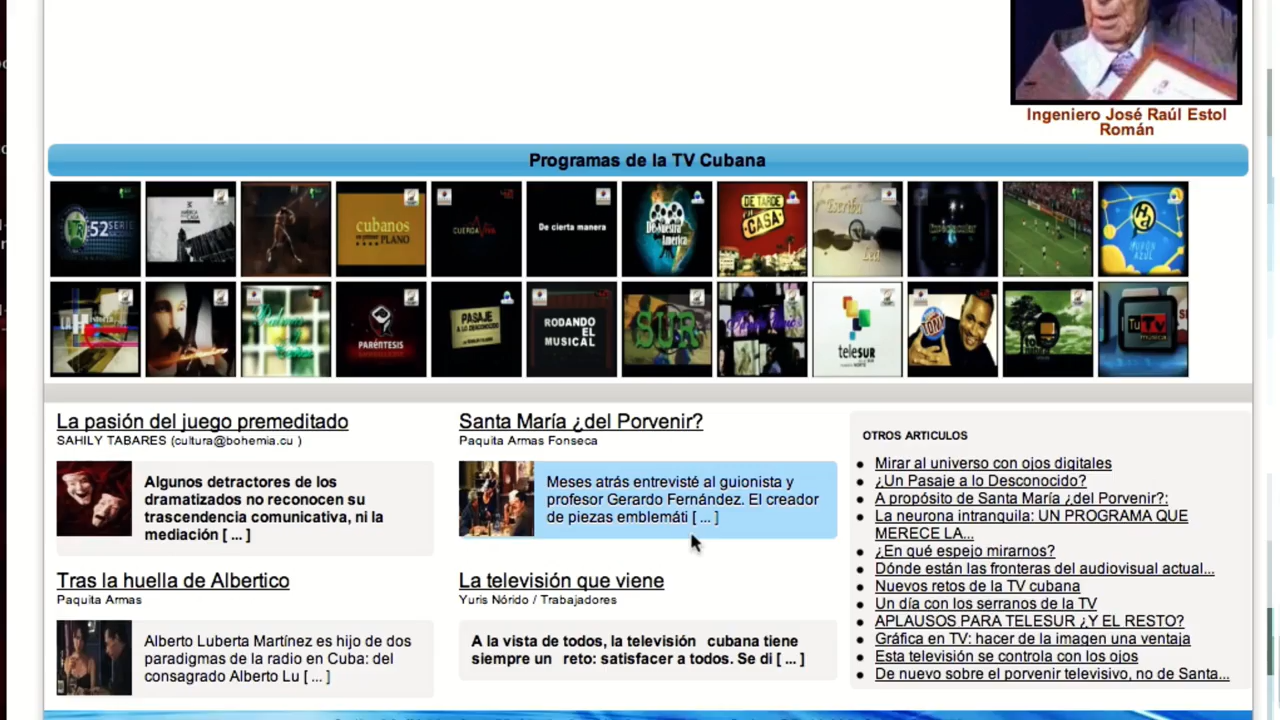 Ingeniero José Raúl Estol
Román
Programas de la TV Cubana
52 SERIE
cubanos
PLANO
CUERDA VIVA
De cierta manera
De Nuestra
América
DE TARDE
CASA
Escriba
Lea
PARÉNTESIS
PASAJE
A LO DESCONOCIDO
RODANDO
EL
MUSICAL
SUR
teleSUR
TuTV
música
La pasión del juego premeditado
SAHILY TABARES (cultura@bohemia.cu )
Algunos detractores de los
dramatizados no reconocen su
trascendencia comunicativa, ni la
mediación [ ... ]
Santa María ¿del Porvenir?
Paquita Armas Fonseca
Meses atrás entrevisté al guionista y
profesor Gerardo Fernández. El creador
de piezas emblemáti [ ... ]
Tras la huella de Albertico
Paquita Armas
Alberto Luberta Martínez es hijo de dos
paradigmas de la radio en Cuba: del
consagrado Alberto Lu [ ... ]
La televisión que viene
Yuris Nórido / Trabajadores
A la vista de todos, la televisión cubana tiene
siempre un reto: satisfacer a todos. Se di [ ... ]
OTROS ARTICULOS
Mirar al universo con ojos digitales
¿Un Pasaje a lo Desconocido?
A propósito de Santa María ¿del Porvenir?:
La neurona intranquila: UN PROGRAMA QUE
MERECE LA...
¿En qué espejo mirarnos?
Dónde están las fronteras del audiovisual actual...
Nuevos retos de la TV cubana
Un día con los serranos de la TV
APLAUSOS PARA TELESUR ¿Y EL RESTO?
Gráfica en TV: hacer de la imagen una ventaja
Esta televisión se controla con los ojos
De nuevo sobre el porvenir televisivo, no de Santa...